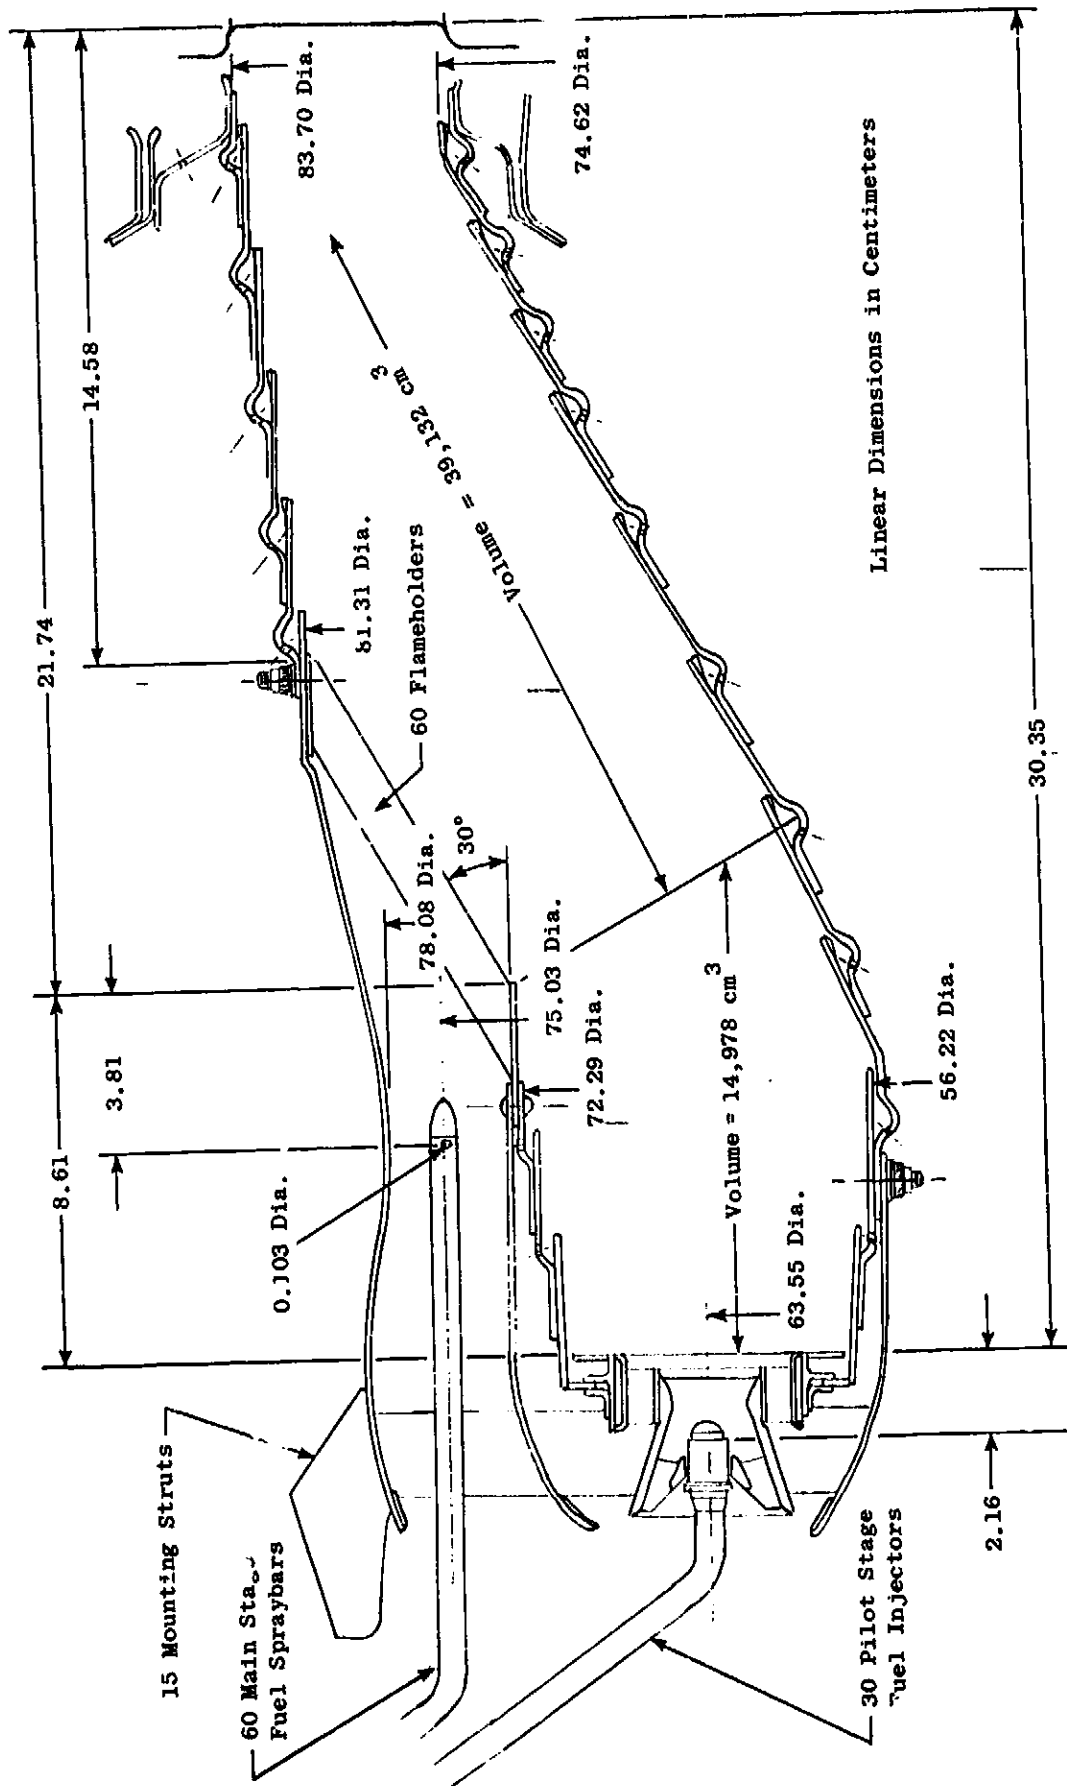 21.74
14.58
8.61
3.81
15 Mounting Struts
60 Main
Fuel Spraybars
0.103 Dia.
83.70 Dia.
74.62 Dia.
81.31 Dia.
60 Flameholders
30°
78.08 Dia.
75.03 Dia.
72.29 Dia.
Volume = 39,132 cm³
Volume = 14,978 cm³
63.55 Dia.
56.22 Dia.
30 Pilot Stage
Injectors
2.16
30.35
Linear Dimensions in Centimeters